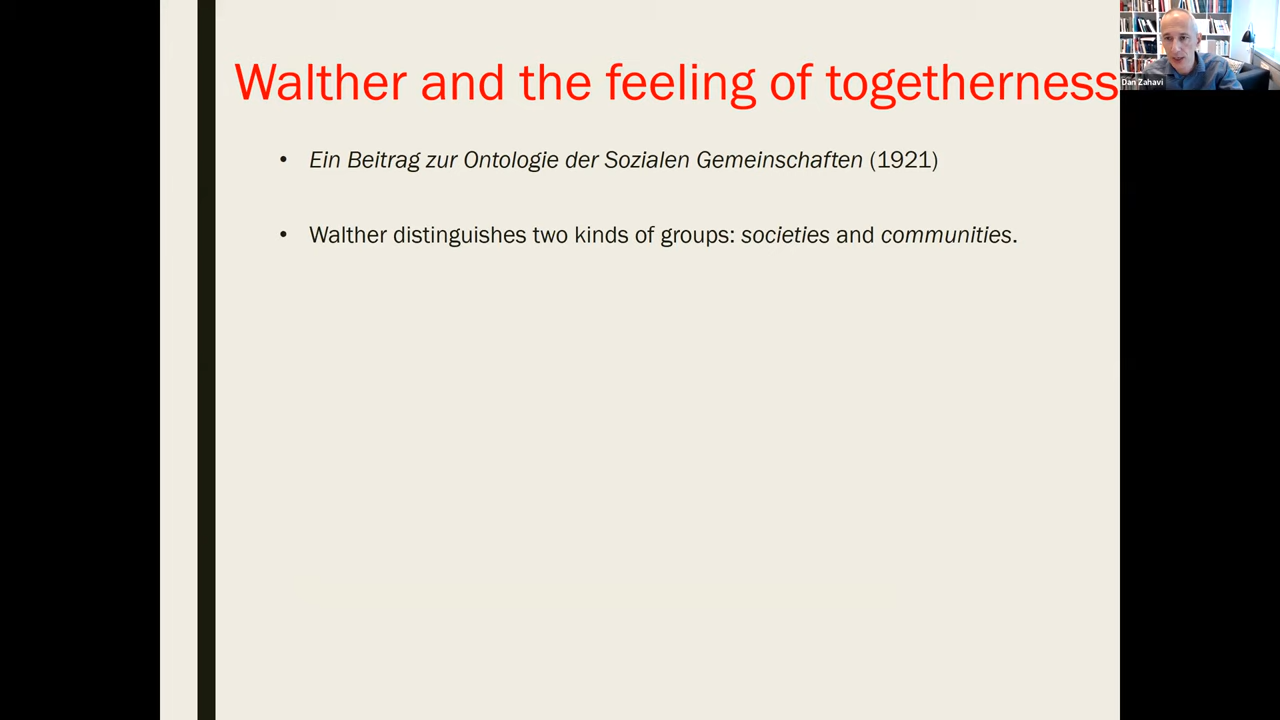 Walther and the feeling of togetherness
Dan Zahavi
• Ein Beitrag zur Ontologie der Sozialen Gemeinschaften (1921)
• Walther distinguishes two kinds of groups: societies and communities.